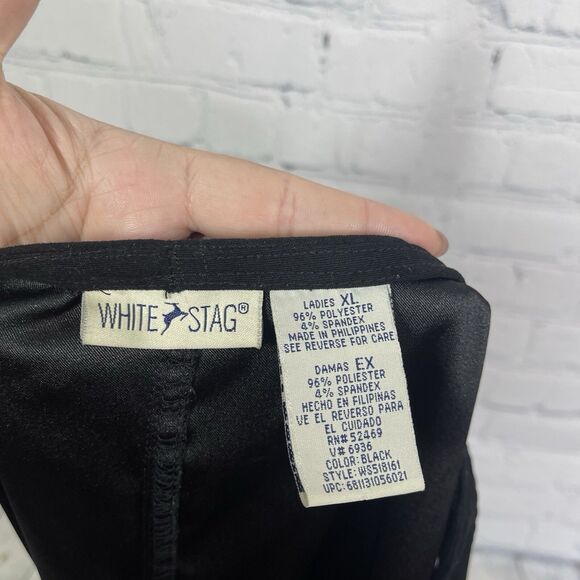 WHITE STAG®
LADIES XL
96% POLYESTER
4% SPANDEX
MADE IN PHILIPPINES
SEE REVERSE FOR CARE
DAMAS EX
96% POLIESTER
4% SPANDEX
HECHO EN FILIPINAS
VE EL REVERSO PARA
EL CUIDADO
RN# 52469
V# 6936
COLOR: BLACK
STYLE: WS518161
UPC: 681131056021